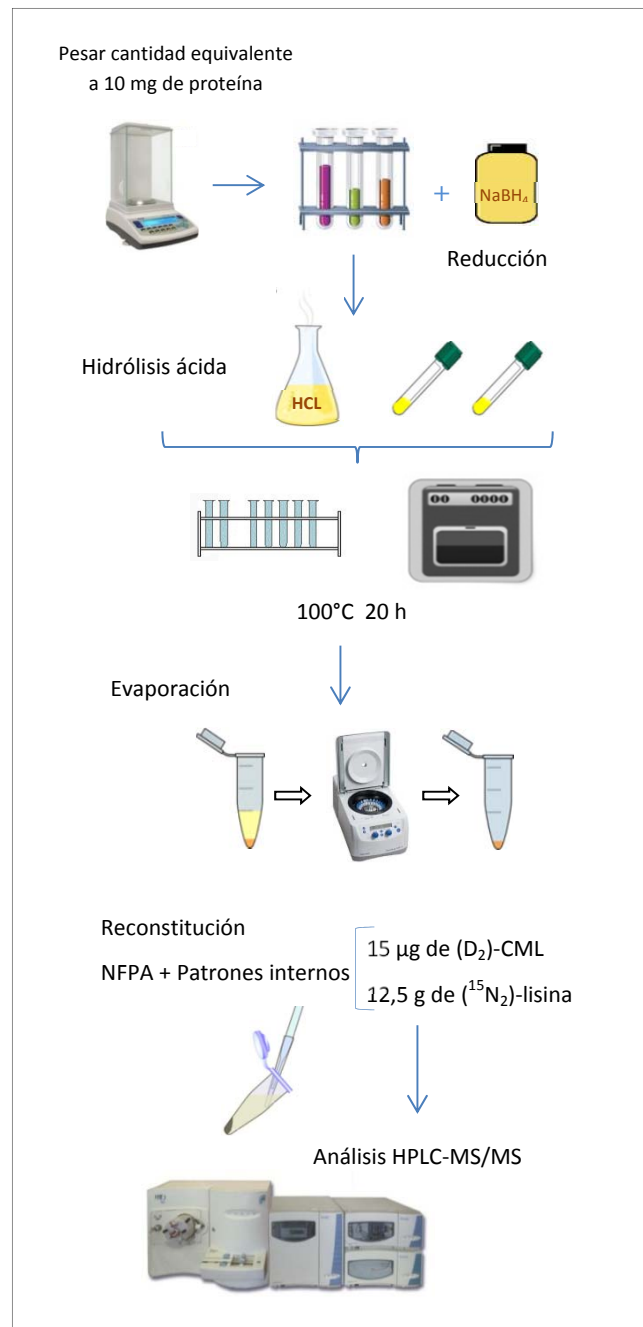 Pesar cantidad equivalente
a 10 mg de proteína
+
NaBH₄
Reducción
Hidrólisis ácida
HCL
100°C 20 h
Evaporación
Reconstitución
NFPA + Patrones internos
15 µg de (D₂)-CML
12,5 g de (¹⁵N₂)-lisina
Análisis HPLC-MS/MS